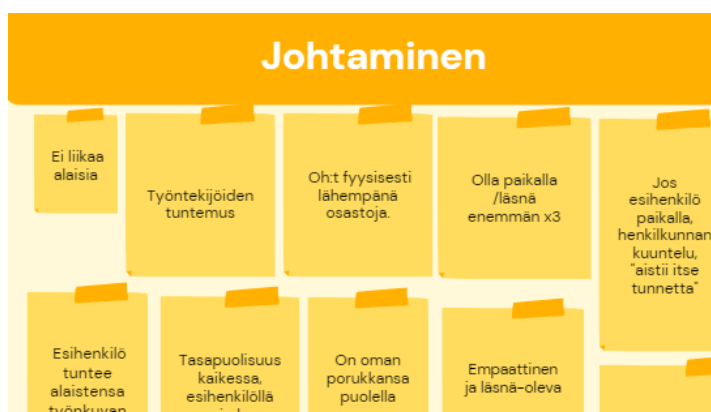 Johtaminen
Ei liikaa
alaisia
Työntekijöiden
tuntemus
Oh:t fyysisesti
lähempänä
osastoja.
Olla paikalla
/läsnä
enemmän x3
Jos
esihenkilö
paikalla,
henkilkunnan
kuuntelu,
"aistii itse
tunnetta"
Esihenkilö
tuntee
alaistensa
työnkuvan
Tasapuolisuus
kaikessa,
esihenkilöllä
On oman
porukkansa
puolella
Empaattinen
ja läsnä-oleva